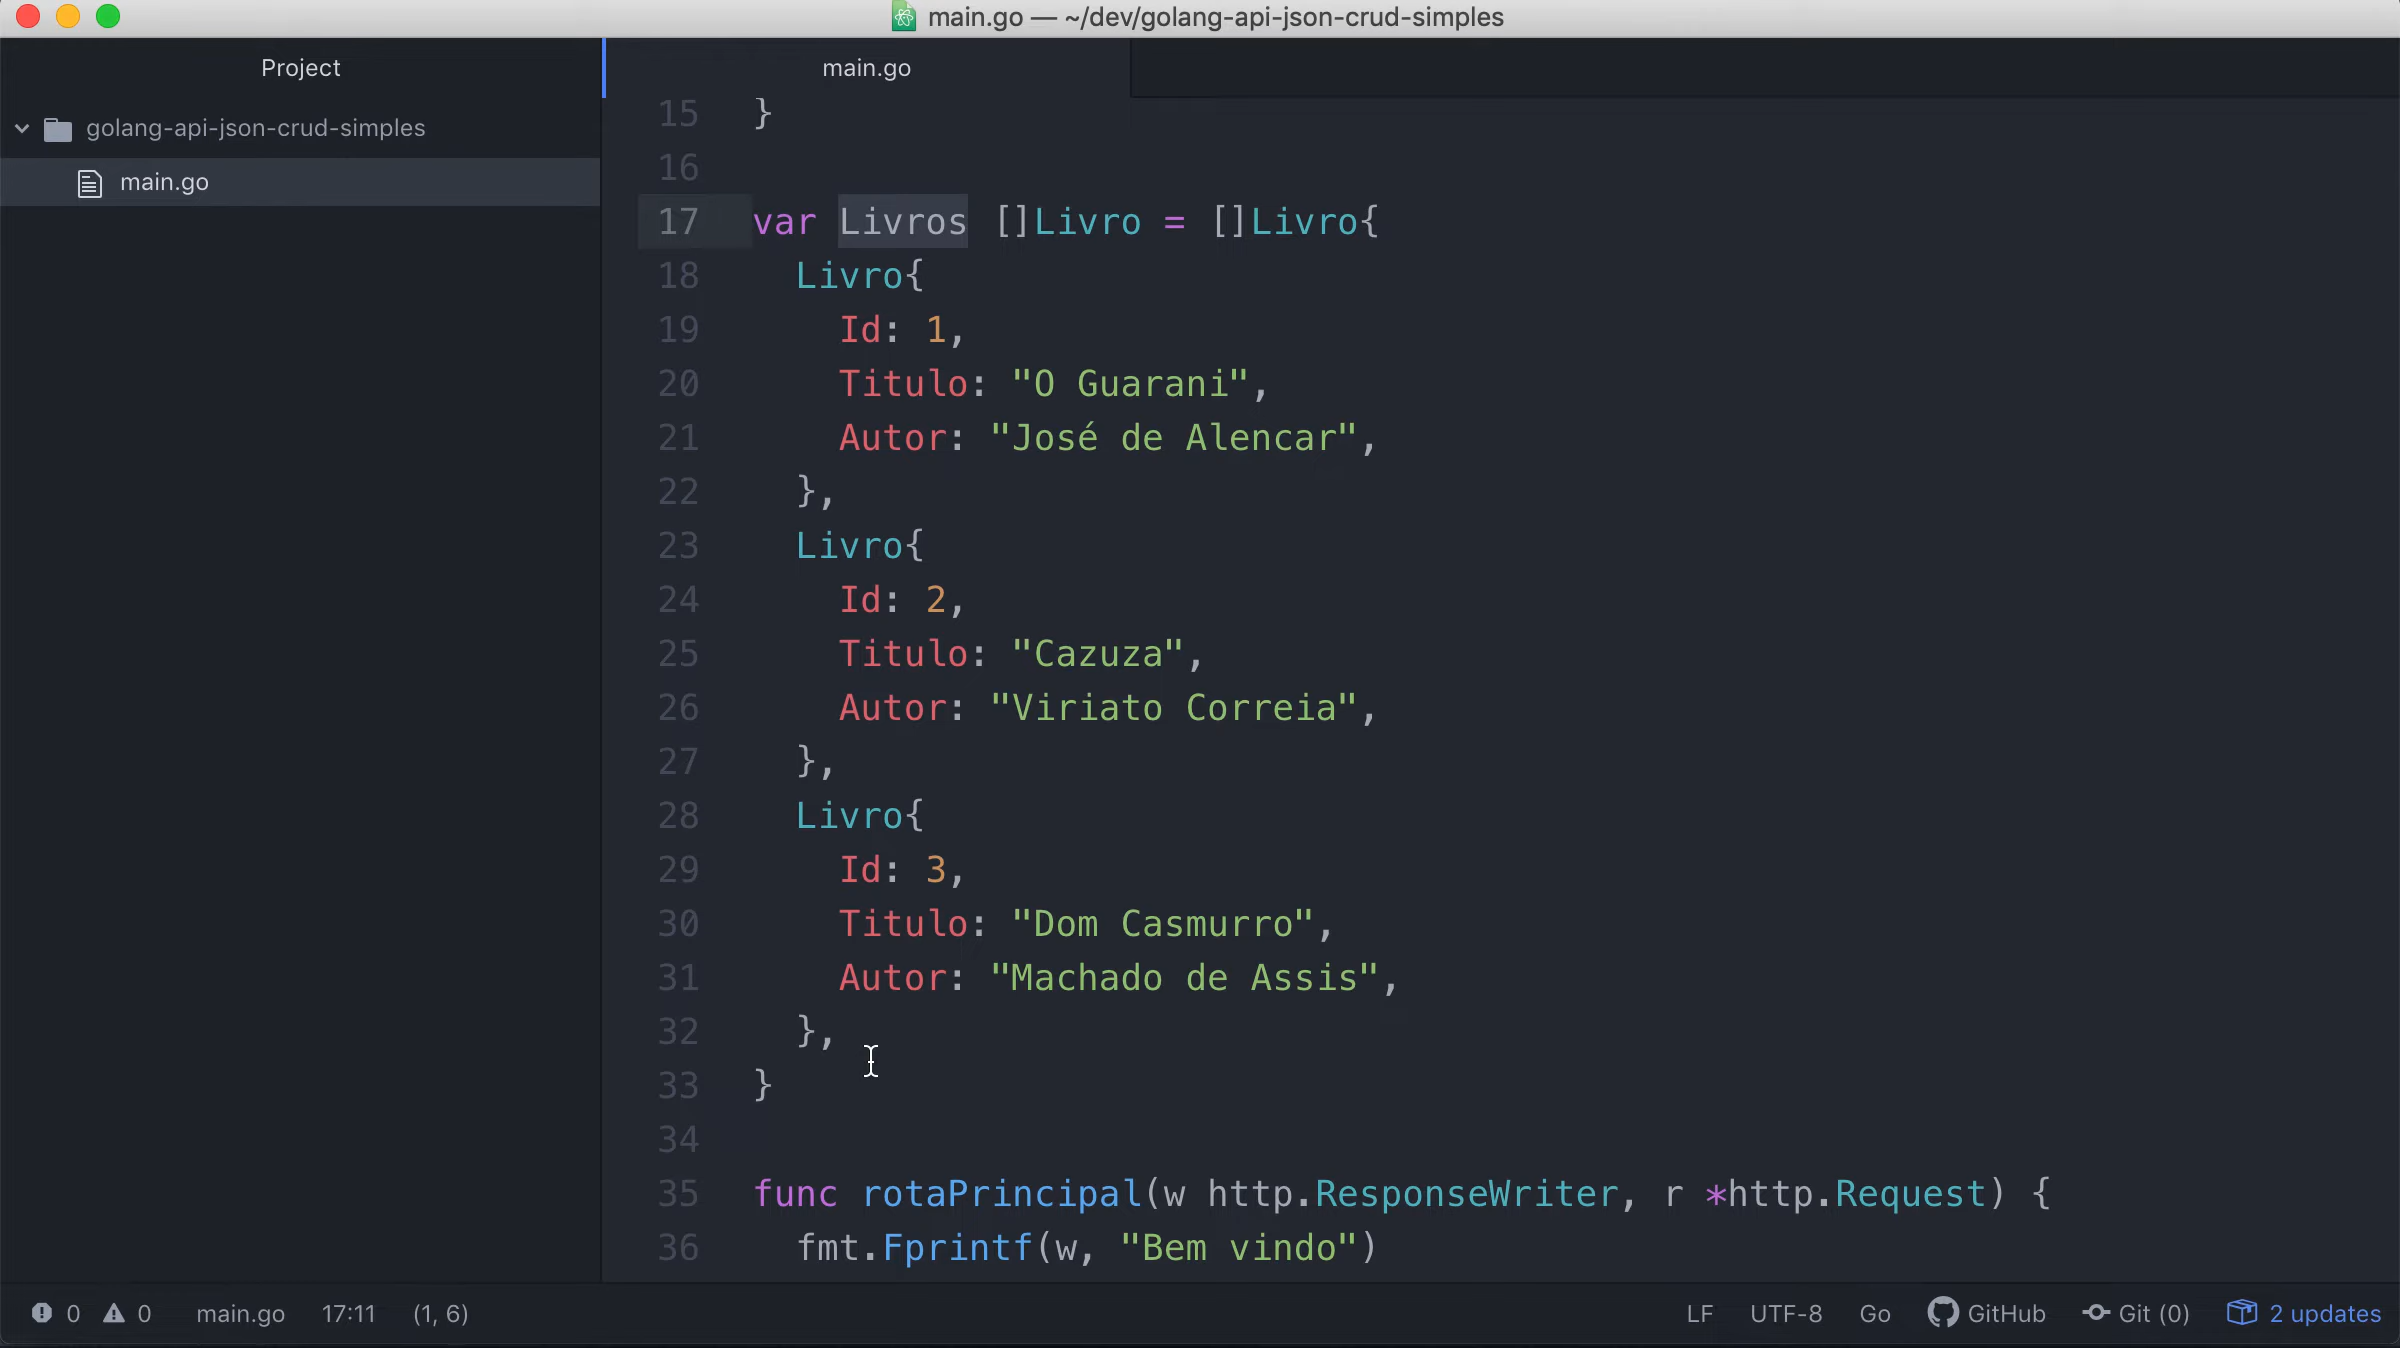 main.go — ~/dev/golang-api-json-crud-simples
Project
main.go
golang-api-json-crud-simples
main.go
15 }
16
17 var Livros []Livro = []Livro{
18 Livro{
19 Id: 1,
20 Titulo: "O Guarani",
21 Autor: "José de Alencar",
22 },
23 Livro{
24 Id: 2,
25 Titulo: "Cazuza",
26 Autor: "Viriato Correia",
27 },
28 Livro{
29 Id: 3,
30 Titulo: "Dom Casmurro",
31 Autor: "Machado de Assis",
32 },
33 }
34
35 func rotaPrincipal(w http.ResponseWriter, r *http.Request) {
36 fmt.Fprintf(w, "Bem vindo")
0 0 main.go 17:11 (1, 6) LF UTF-8 Go GitHub Git (0) 2 updates